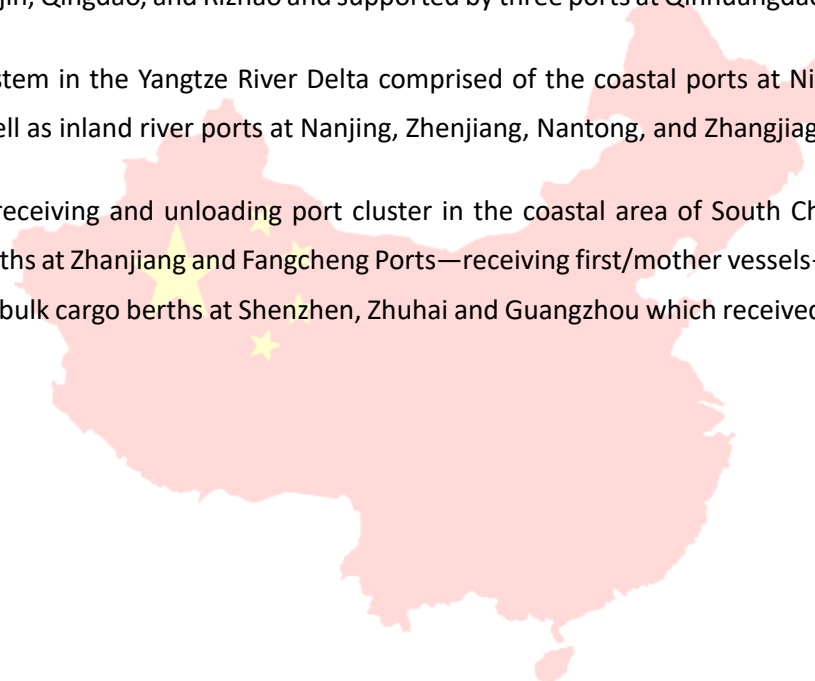 jin, Qingdao, and Rizhao and supported by three ports at Qinhuangdao
stem in the Yangtze River Delta comprised of the coastal ports at Ni
ell as inland river ports at Nanjing, Zhenjiang, Nantong, and Zhangjiag
receiving and unloading port cluster in the coastal area of South Ch
ths at Zhanjiang and Fangcheng Ports—receiving first/mother vessels-
bulk cargo berths at Shenzhen, Zhuhai and Guangzhou which received